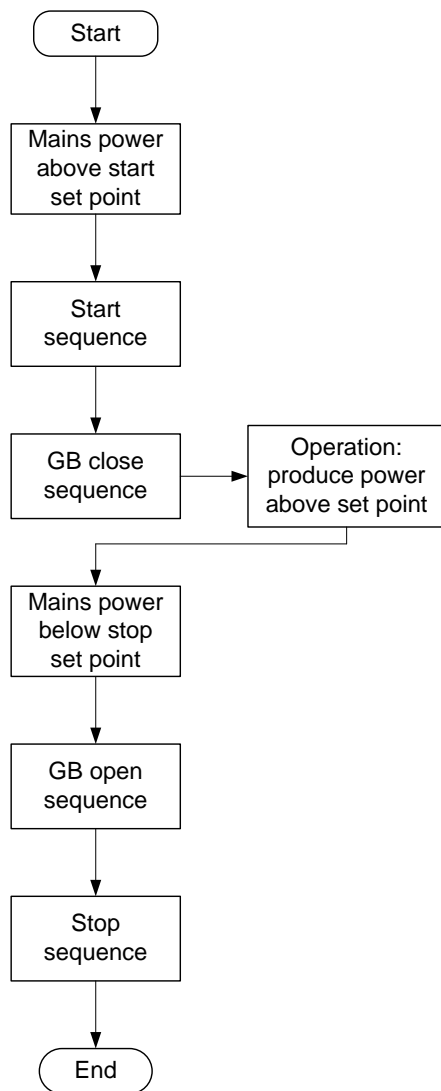 Start
Mains power
above start
set point
Start
sequence
GB close
sequence
Operation:
produce power
above set point
Mains power
below stop
set point
GB open
sequence
Stop
sequence
End